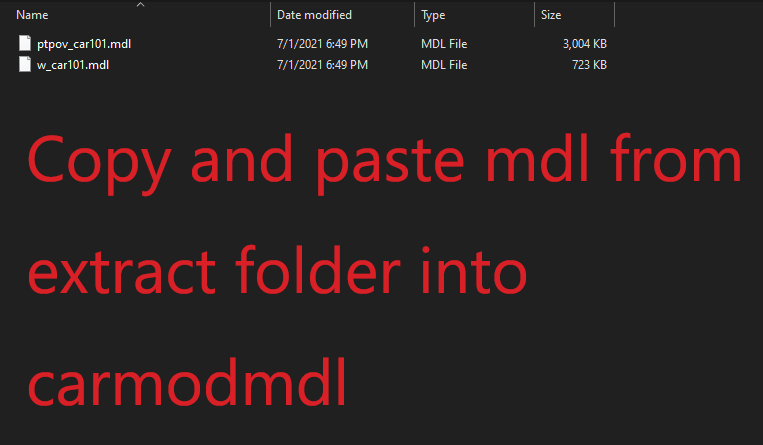 Name Date modified Type Size
ptpov_car101.mdl 7/1/2021 6:49 PM MDL File 3,004 KB
w_car101.mdl 7/1/2021 6:49 PM MDL File 723 KB
Copy and paste mdl from
extract folder into
carmodmdl